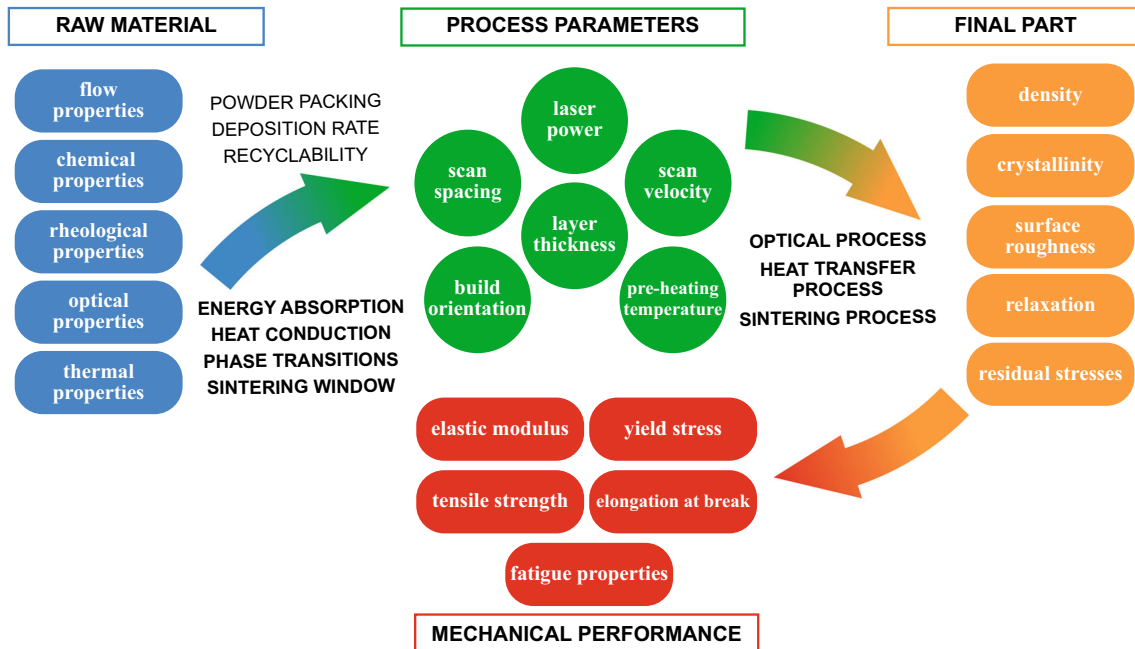 RAW MATERIAL
flow
properties
chemical
properties
rheological
properties
optical
properties
thermal
properties
POWDER PACKING
DEPOSITION RATE
RECYCLABILITY
ENERGY ABSORPTION
HEAT CONDUCTION
PHASE TRANSITIONS
SINTERING WINDOW
PROCESS PARAMETERS
laser
power
scan
spacing
scan
velocity
layer
thickness
build
orientation
pre-heating
temperature
OPTICAL PROCESS
HEAT TRANSFER
PROCESS
SINTERING PROCESS
FINAL PART
density
crystallinity
surface
roughness
relaxation
residual stresses
elastic modulus
yield stress
tensile strength
elongation at break
fatigue properties
MECHANICAL PERFORMANCE